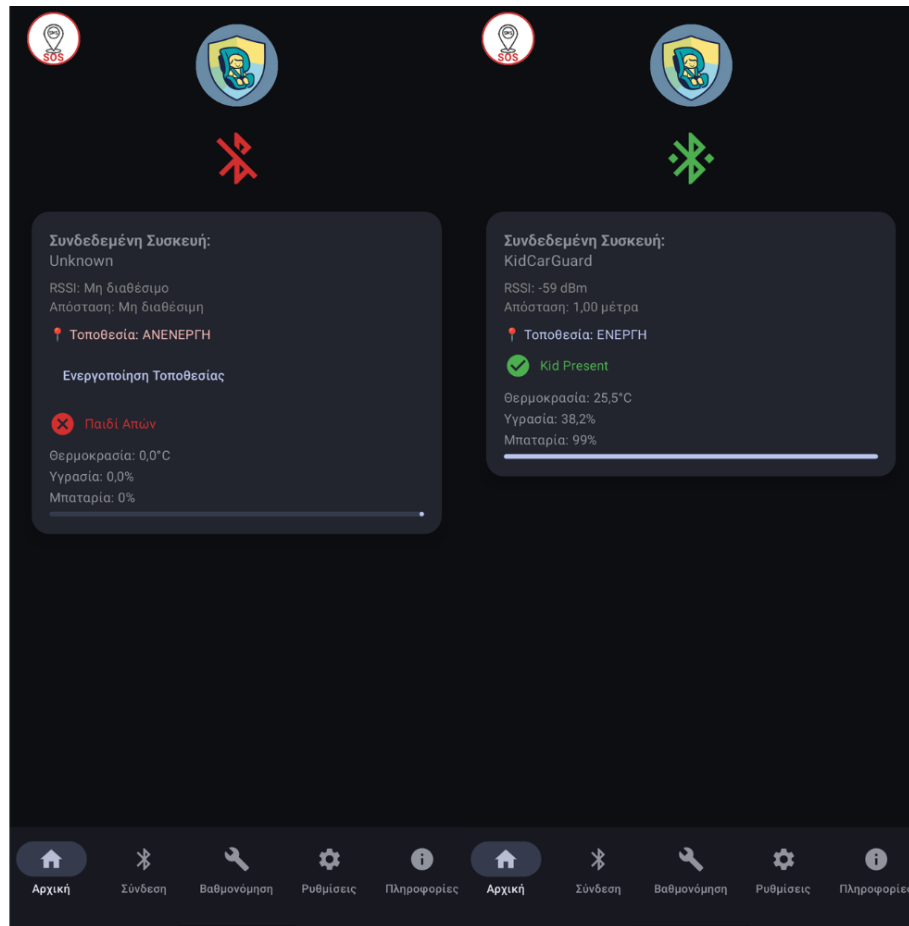 SOS
Συνδεδεμένη Συσκευή:
Unknown
RSSI: Μη διαθέσιμο
Απόσταση: Μη διαθέσιμη
Τοποθεσία: ΑΝΕΝΕΡΓΗ
Ενεργοποίηση Τοποθεσίας
Παιδί Απών
Θερμοκρασία: 0,0°C
Υγρασία: 0,0%
Μπαταρία: 0%
Αρχική
Σύνδεση
Βαθμονόμηση
Ρυθμίσεις
Πληροφορίες
SOS
Συνδεδεμένη Συσκευή:
KidCarGuard
RSSI: -59 dBm
Απόσταση: 1,00 μέτρα
Τοποθεσία: ΕΝΕΡΓΗ
Kid Present
Θερμοκρασία: 25,5°C
Υγρασία: 38,2%
Μπαταρία: 99%
Αρχική
Σύνδεση
Βαθμονόμηση
Ρυθμίσεις
Πληροφορίες